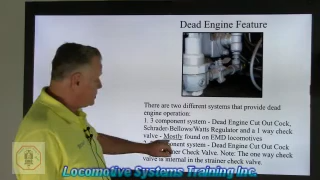 Dead Engine Feature
There are two different systems that provide dead
engine operation:
1. 3 component system - Dead Engine Cut Out Cock,
Schrader-Bellows/Watts Regulator and a 1 way check
valve - Mostly found on EMD locomotives
ment system - Dead Engine Cut Out Cock
ainer Check Valve. Note: The one way check
valve is internal in the strainer check valve.
Locomotive Systems Training Inc.